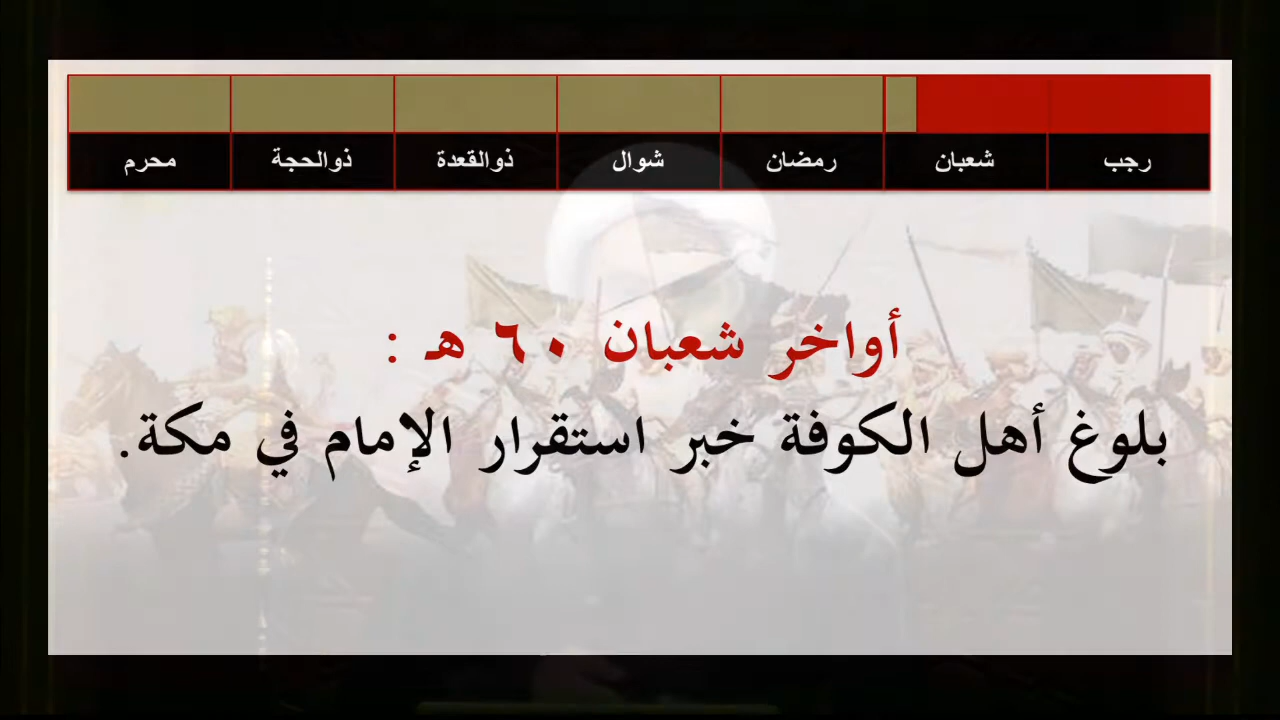 رجب شعبان رمضان شوال ذوالقعدة ذوالحجة محرم
أواخر شعبان ٦٠ هـ :
بلوغ أهل الكوفة خبر استقرار الإمام في مكة.